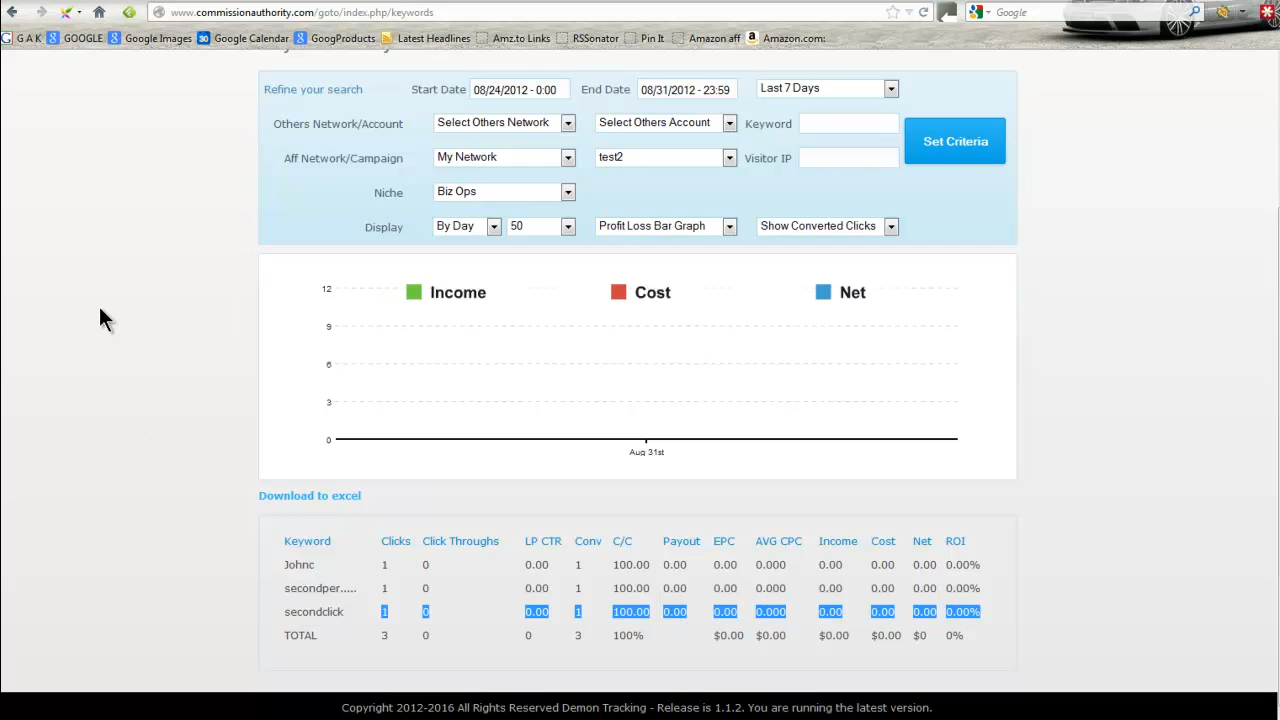 www.commissionauthority.com/goto/index.php/keywords Google
G A K GOOGLE Google Images 30 Google Calendar GoogProducts Latest Headlines Amz.to Links RSSonator Pin It Amazon aff Amazon.com:
Refine your search Start Date 08/24/2012 - 0:00 End Date 08/31/2012 - 23:59 Last 7 Days
Others Network/Account Select Others Network Select Others Account Keyword
Set Criteria
Aff Network/Campaign My Network test2 Visitor IP
Niche Biz Ops
Display By Day 50 Profit Loss Bar Graph Show Converted Clicks
Income Cost Net
12
9
6
3
0
Aug 31st
Download to excel
Keyword Clicks Click Throughs LP CTR Conv C/C Payout EPC AVG CPC Income Cost Net ROI
Johnc 1 0 0.00 1 100.00 0.00 0.00 0.000 0.00 0.00 0.00 0.00%
secondper..... 1 0 0.00 1 100.00 0.00 0.00 0.000 0.00 0.00 0.00 0.00%
secondclick 1 0 0.00 1 100.00 0.00 0.00 0.000 0.00 0.00 0.00 0.00%
TOTAL 3 0 0 3 100% $0.00 $0.00 $0.00 $0.00 $0 0%
Copyright 2012-2016 All Rights Reserved Demon Tracking - Release is 1.1.2. You are running the latest version.